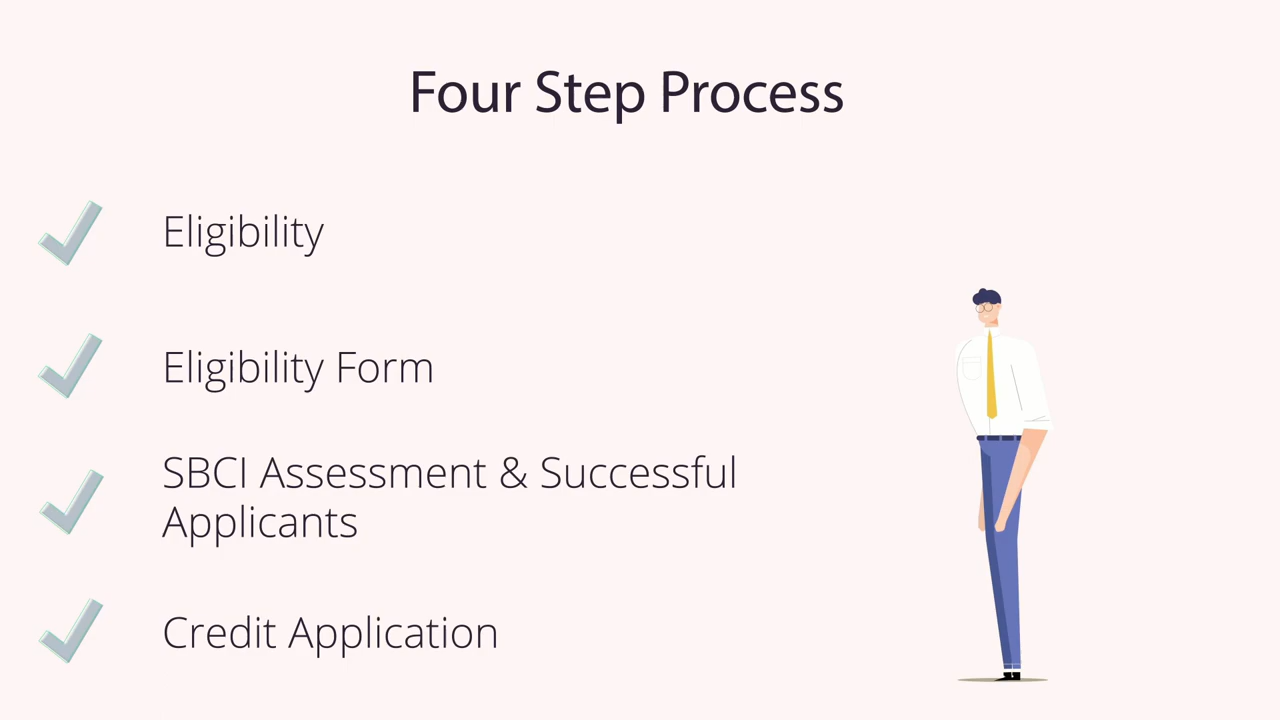 Four Step Process
Eligibility
Eligibility Form
SBCI Assessment & Successful
Applicants
Credit Application